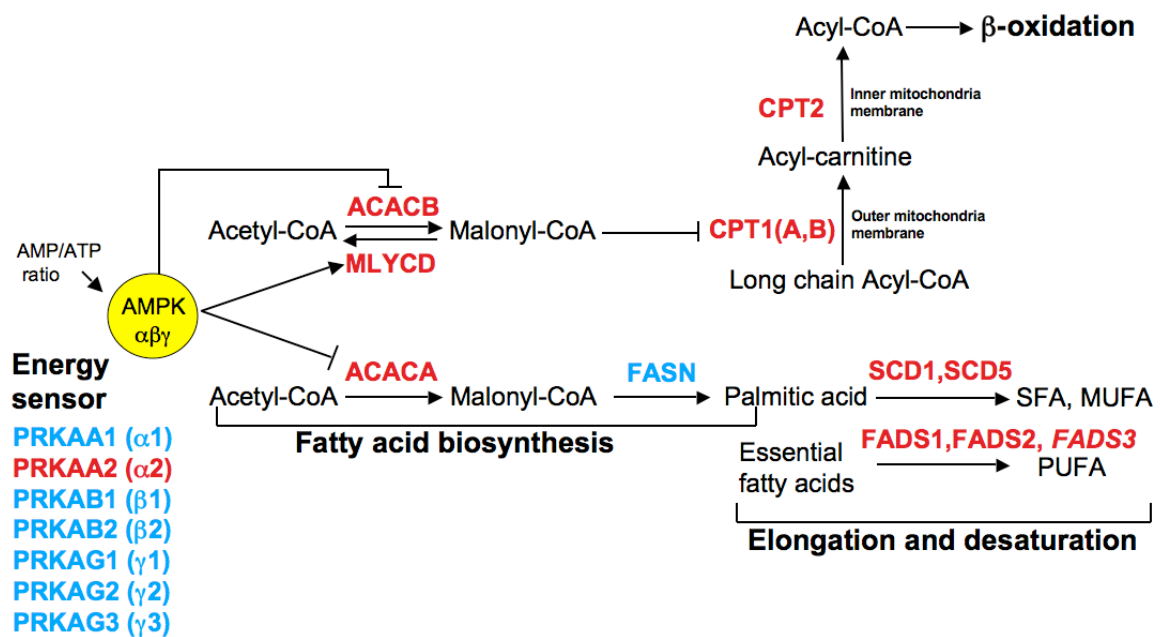 Acyl-CoA
β-oxidation
CPT2
Inner mitochondria
membrane
Acyl-carnitine
ACACB
Acetyl-CoA
Malonyl-CoA
CPT1(A,B)
Outer mitochondria
membrane
MLYCD
Long chain Acyl-CoA
AMP/ATP
ratio
AMPK
αβγ
Energy
sensor
PRKAA1 (α1)
PRKAA2 (α2)
PRKAB1 (β1)
PRKAB2 (β2)
PRKAG1 (γ1)
PRKAG2 (γ2)
PRKAG3 (γ3)
ACACA
FASN
SCD1,SCD5
Acetyl-CoA
Malonyl-CoA
Palmitic acid
SFA, MUFA
Fatty acid biosynthesis
FADS1,FADS2, FADS3
Essential
fatty acids
PUFA
Elongation and desaturation